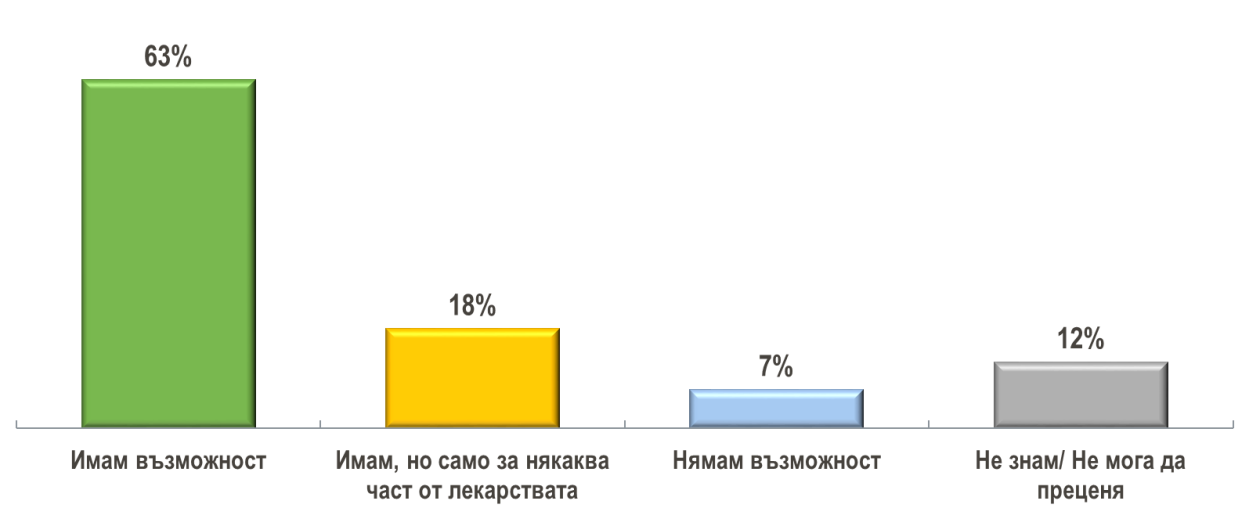 63%
18%
7%
12%
Имам възможност
Имам, но само за някаква
част от лекарствата
Нямам възможност
Не знам/ Не мога да
преценя